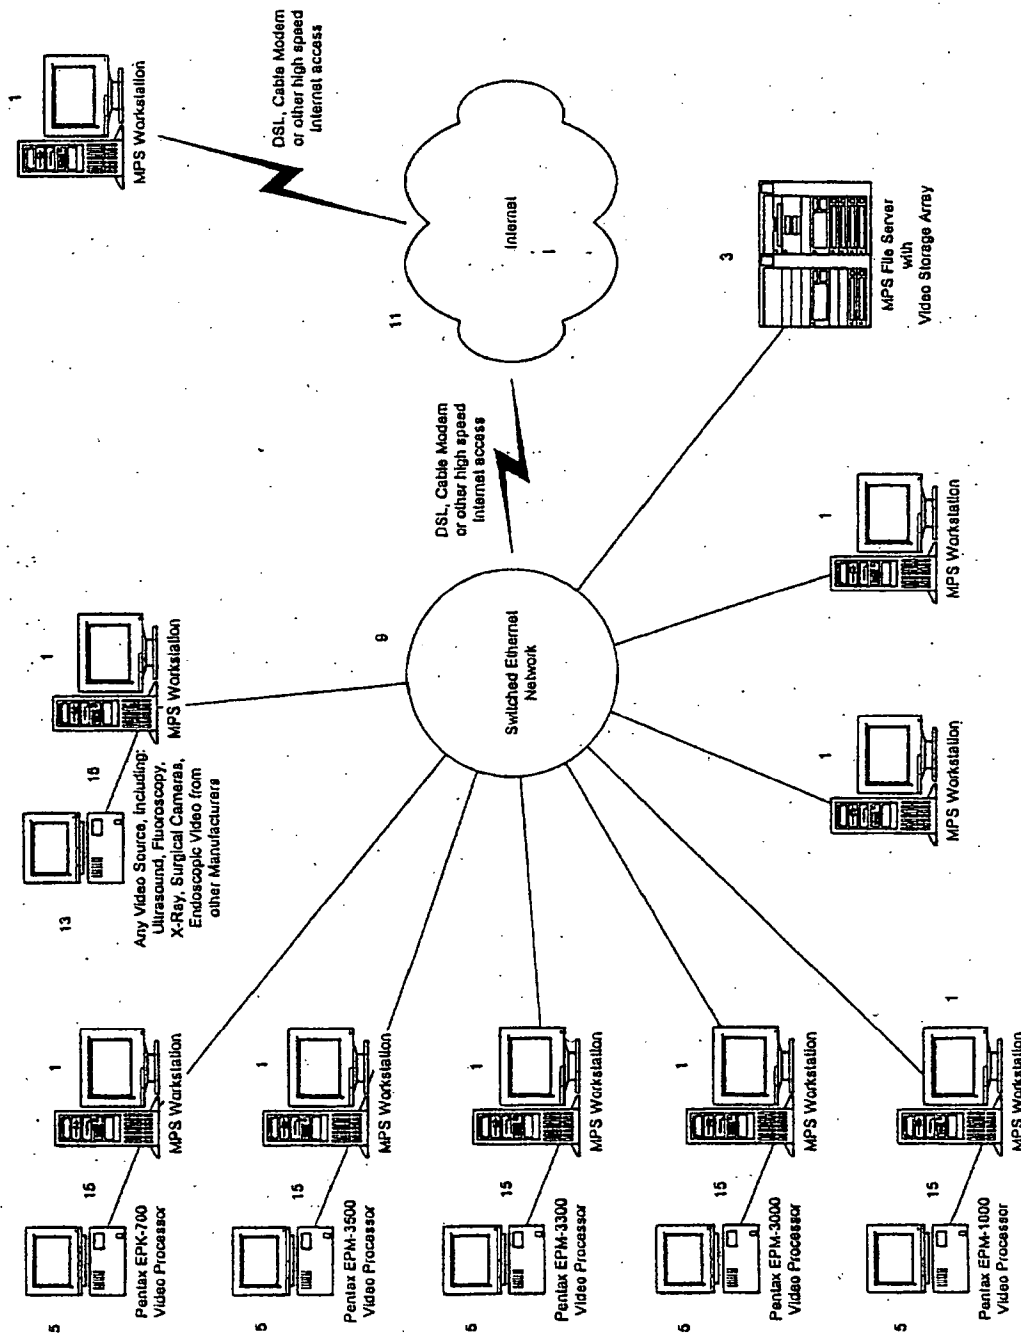 5
Pentax EPM-1000
Video Processor
15
1
MPS Workstation
5
Pentax EPM-3000
Video Processor
15
1
MPS Workstation
5
Pentax EPM-3300
Video Processor
15
1
MPS Workstation
5
Pentax EPM-3500
Video Processor
15
1
MPS Workstation
5
Pentax EPK-700
Video Processor
15
1
MPS Workstation
13
Any Video Source, including:
Ultrasound, Fluoroscopy,
X-Ray, Surgical Cameras,
Endoscopic Video from
other Manufacturers
15
1
MPS Workstation
9
Switched Ethernet
Network
1
MPS Workstation
1
MPS Workstation
3
MPS File Server
with
Video Storage Array
DSL, Cable Modem
or other high speed
Internet access
11
Internet
DSL, Cable Modem
or other high speed
Internet access
1
MPS Workstation